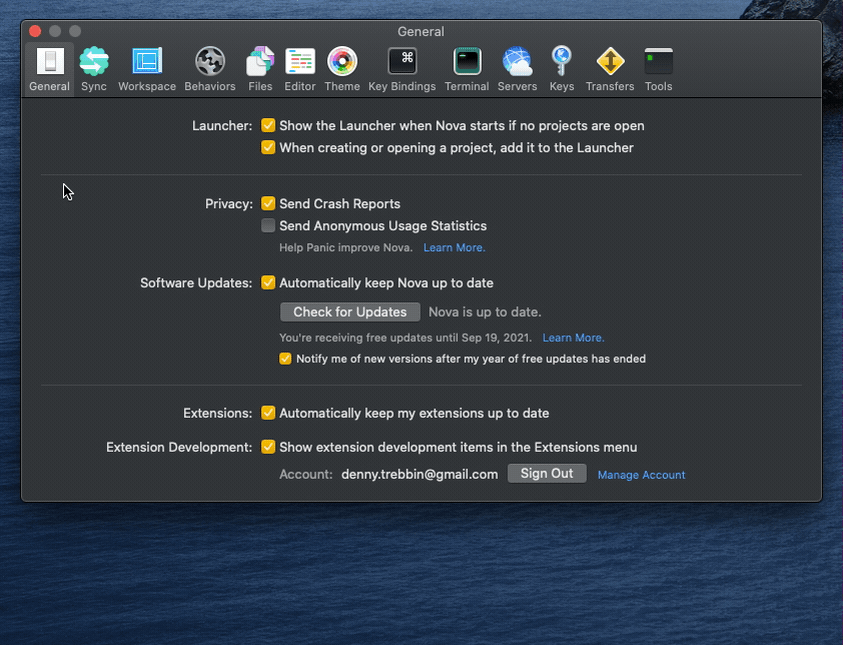 General
General Sync Workspace Behaviors Files Editor Theme Key Bindings Terminal Servers Keys Transfers Tools
Launcher: Show the Launcher when Nova starts if no projects are open
When creating or opening a project, add it to the Launcher
Privacy: Send Crash Reports
Send Anonymous Usage Statistics
Help Panic improve Nova. Learn More.
Software Updates: Automatically keep Nova up to date
Check for Updates Nova is up to date.
You're receiving free updates until Sep 19, 2021. Learn More.
Notify me of new versions after my year of free updates has ended
Extensions: Automatically keep my extensions up to date
Extension Development: Show extension development items in the Extensions menu
Account: denny.trebbin@gmail.com Sign Out Manage Account